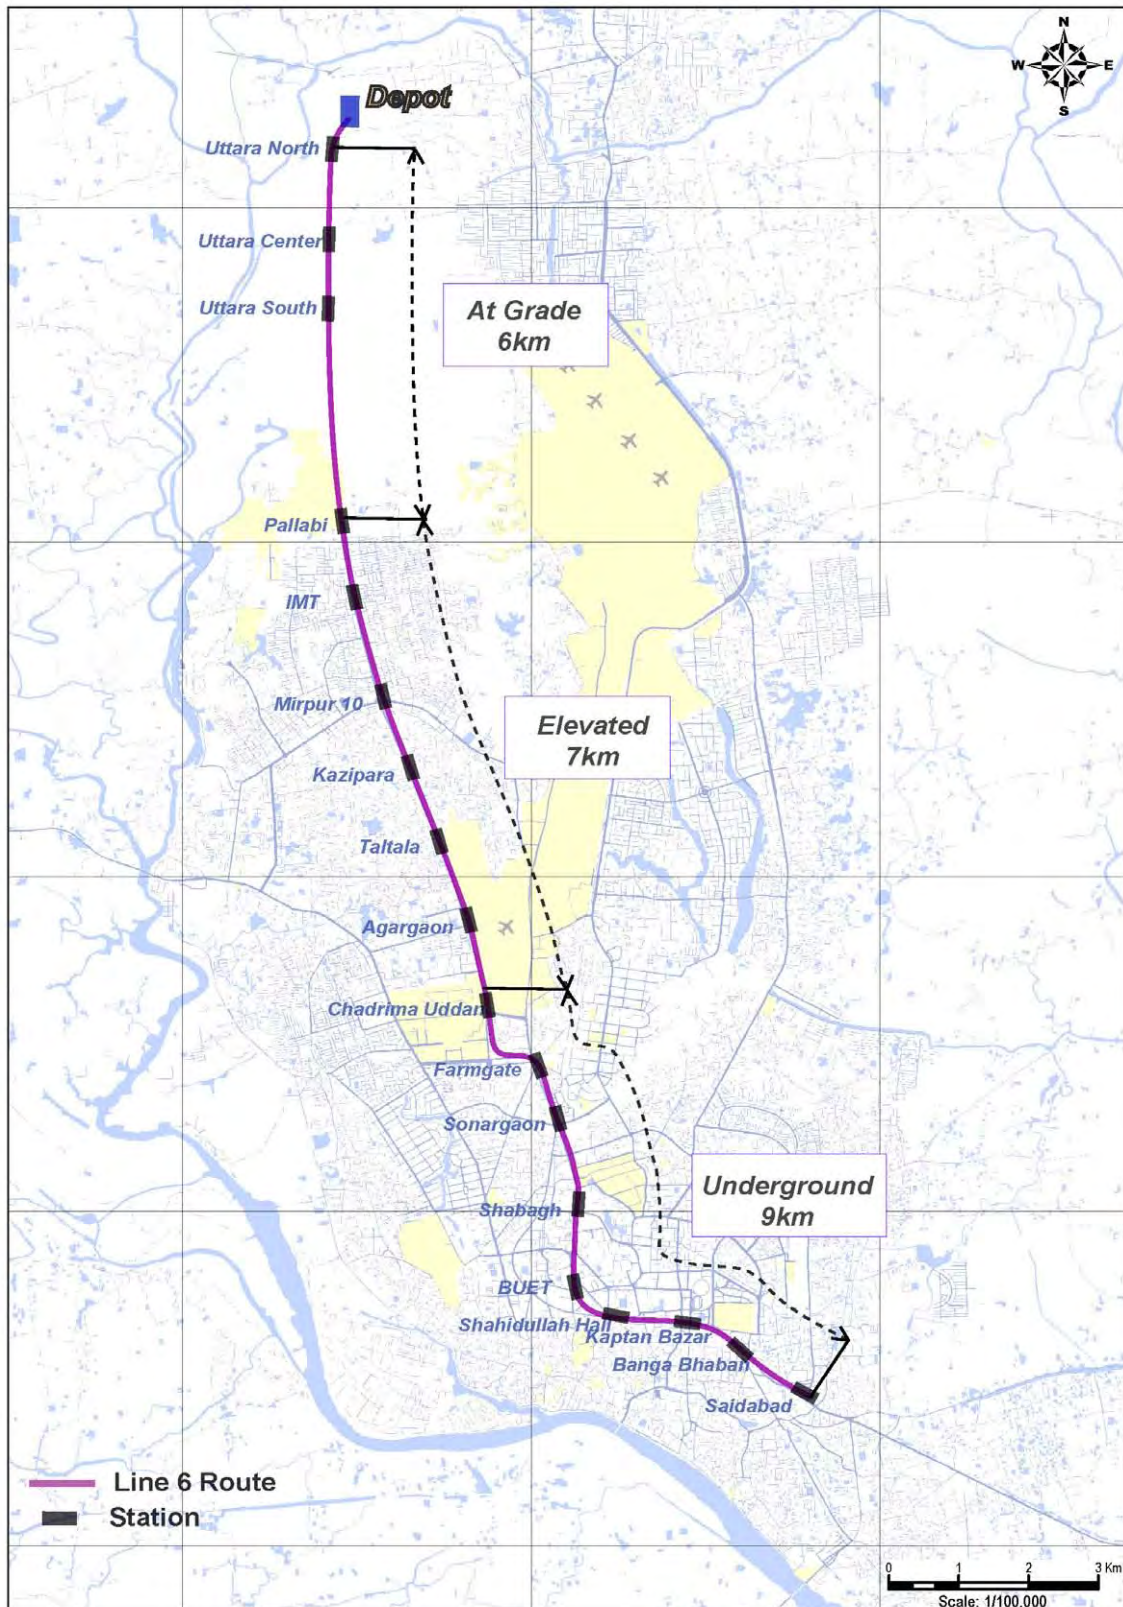 N
W E
S
Depot
Uttara North
Uttara Center
Uttara South
At Grade
6km
Pallabi
IMT
Mirpur 10
Elevated
7km
Kazipara
Taltala
Agargaon
Chadrima Uddan
Farmgate
Sonargaon
Underground
9km
Shabagh
BUET
Shahidullah Hall
Kaptan Bazar
Banga Bhaban
Saidabad
Line 6 Route
Station
0 1 2 3 Km
Scale: 1/100,000